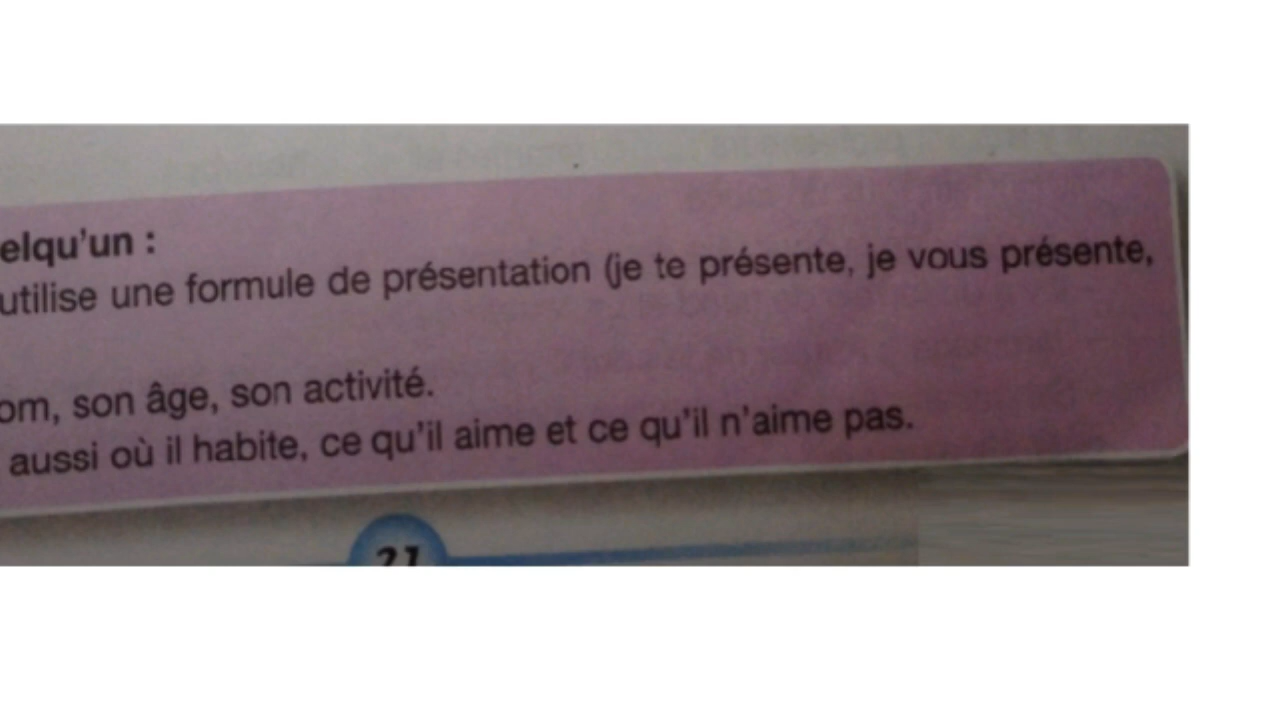 elqu'un :
utilise une formule de présentation (je te présente, je vous présente,
om, son âge, son activité.
aussi où il habite, ce qu'il aime et ce qu'il n'aime pas.
21